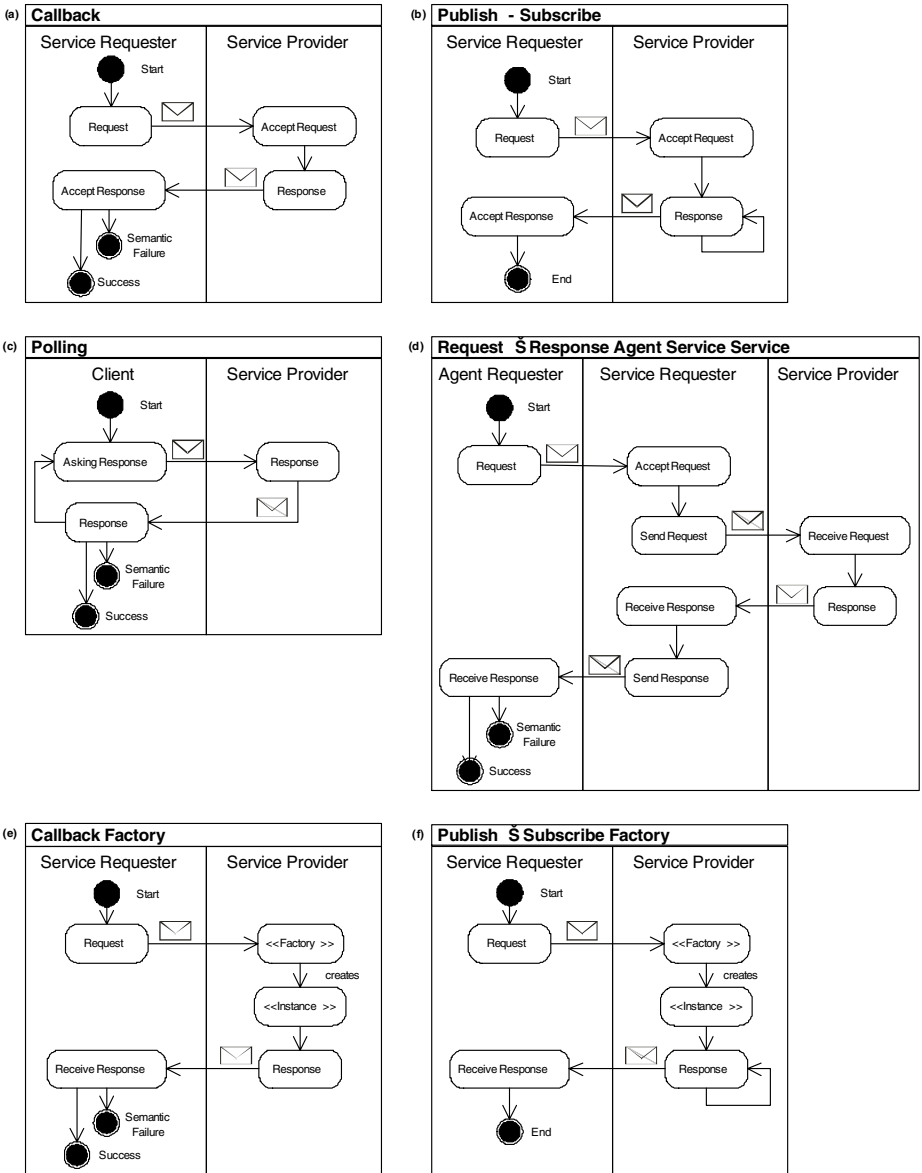 (a) Callback
Service Requester Service Provider
Start
Request
Accept Request
Accept Response
Response
Semantic
Failure
Success
(b) Publish - Subscribe
Service Requester Service Provider
Start
Request
Accept Request
Accept Response
Response
End
(c) Polling
Client Service Provider
Start
Asking Response
Response
Response
Semantic
Failure
Success
(d) Request Š Response Agent Service Service
Agent Requester Service Requester Service Provider
Start
Request
Accept Request
Send Request
Receive Request
Receive Response
Response
Receive Response
Send Response
Semantic
Failure
Success
(e) Callback Factory
Service Requester Service Provider
Start
Request
<<Factory >>
creates
<<Instance >>
Receive Response
Response
Semantic
Failure
Success
(f) Publish Š Subscribe Factory
Service Requester Service Provider
Start
Request
<<Factory >>
creates
<<Instance >>
Receive Response
Response
End